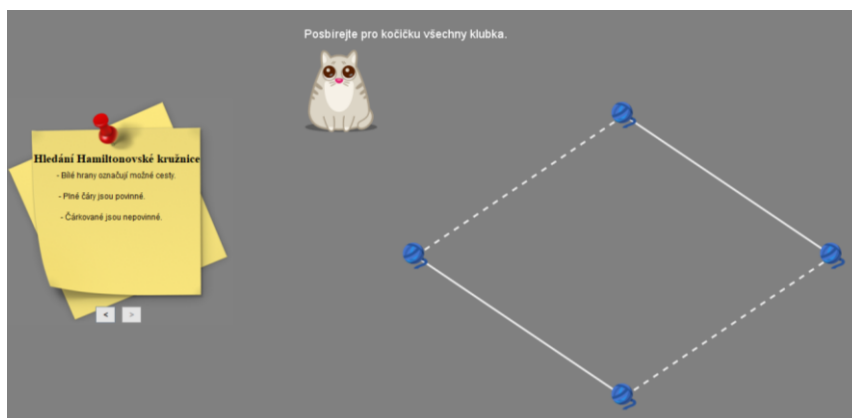 Posbírejte pro kočičku všechny klubka.
Hledání Hamiltonovské kružnice
- Bílé hrany označují možné cesty.
- Plné čáry jsou povinné.
- Čárkované jsou nepovinné.
< >